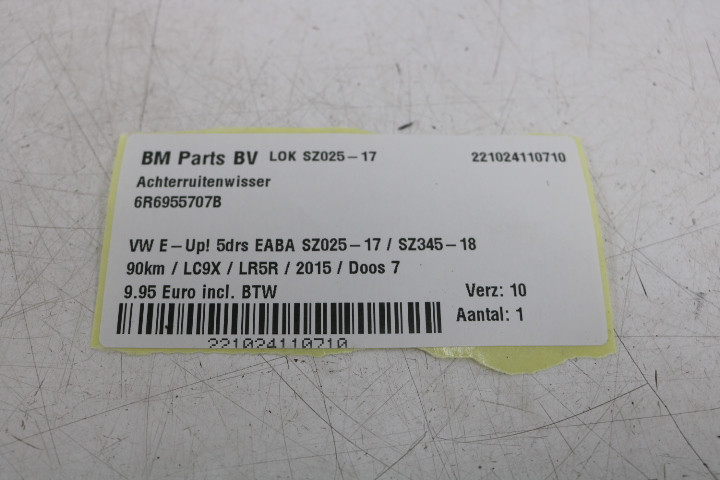 BM Parts BV LOK SZ025-17 221024110710
Achterruitenwisser
6R6955707B
VW E-Up! 5drs EABA SZ025-17 / SZ345-18
90km / LC9X / LR5R / 2015 / Doos 7
9.95 Euro incl. BTW Verz: 10
Aantal: 1
221024110710